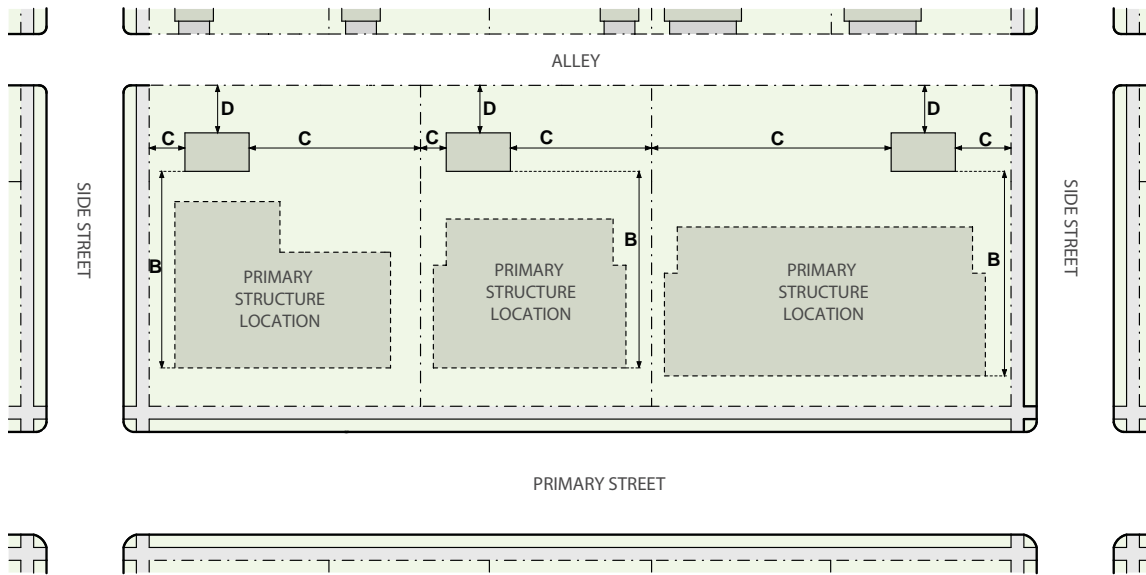 ALLEY
D
D
D
C
C
C
C
C
C
SIDE STREET
SIDE STREET
B
B
B
PRIMARY
STRUCTURE
LOCATION
PRIMARY
STRUCTURE
LOCATION
PRIMARY
STRUCTURE
LOCATION
PRIMARY STREET